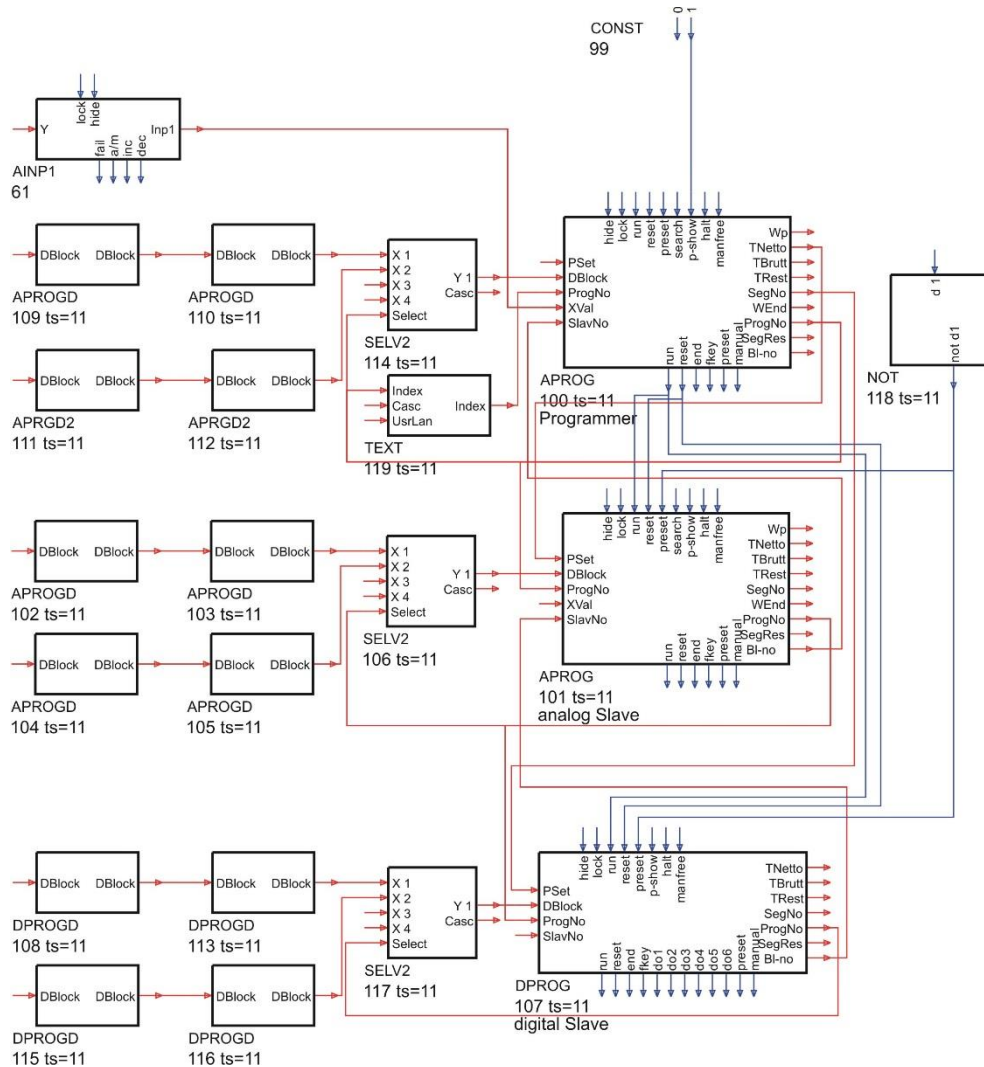 CONST
99
0
1
lock
hide
Y
Inp1
fail
a/m
inc
dec
AINP1
61
DBlock DBlock
APROGD
109 ts=11
DBlock DBlock
APROGD
110 ts=11
X 1
X 2
X 3
X 4
Select
Y 1
Casc
SELV2
114 ts=11
DBlock DBlock
APRGD2
111 ts=11
DBlock DBlock
APRGD2
112 ts=11
Index
Casc
UsrLan
Index
TEXT
119 ts=11
hide
lock
run
reset
preset
search
p-show
halt
manfree
PSet
DBlock
ProgNo
XVal
SlavNo
Wp
TNetto
TBrutt
TRest
SegNo
WEnd
ProgNo
SegRes
Bl-no
run
reset
end
fkey
preset
manual
APROG
100 ts=11
Programmer
d 1
not d1
NOT
118 ts=11
DBlock DBlock
APROGD
102 ts=11
DBlock DBlock
APROGD
103 ts=11
X 1
X 2
X 3
X 4
Select
Y 1
Casc
SELV2
106 ts=11
DBlock DBlock
APROGD
104 ts=11
DBlock DBlock
APROGD
105 ts=11
hide
lock
run
reset
preset
search
p-show
halt
manfree
PSet
DBlock
ProgNo
XVal
SlavNo
Wp
TNetto
TBrutt
TRest
SegNo
WEnd
ProgNo
SegRes
Bl-no
run
reset
end
fkey
preset
manual
APROG
101 ts=11
analog Slave
DBlock DBlock
DPROGD
108 ts=11
DBlock DBlock
DPROGD
113 ts=11
X 1
X 2
X 3
X 4
Select
Y 1
Casc
SELV2
117 ts=11
DBlock DBlock
DPROGD
115 ts=11
DBlock DBlock
DPROGD
116 ts=11
hide
lock
run
reset
preset
p-show
halt
manfree
PSet
DBlock
ProgNo
SlavNo
TNetto
TBrutt
TRest
SegNo
ProgNo
SegRes
Bl-no
run
reset
end
fkey
do1
do2
do3
do4
do5
do6
preset
manual
DPROG
107 ts=11
digital Slave